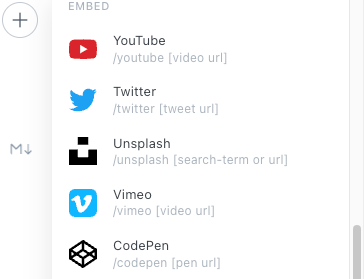 EMBED
YouTube
/youtube [video url]
Twitter
/twitter [tweet url]
M↓
Unsplash
/unsplash [search-term or url]
Vimeo
/vimeo [video url]
CodePen
/codepen [pen url]